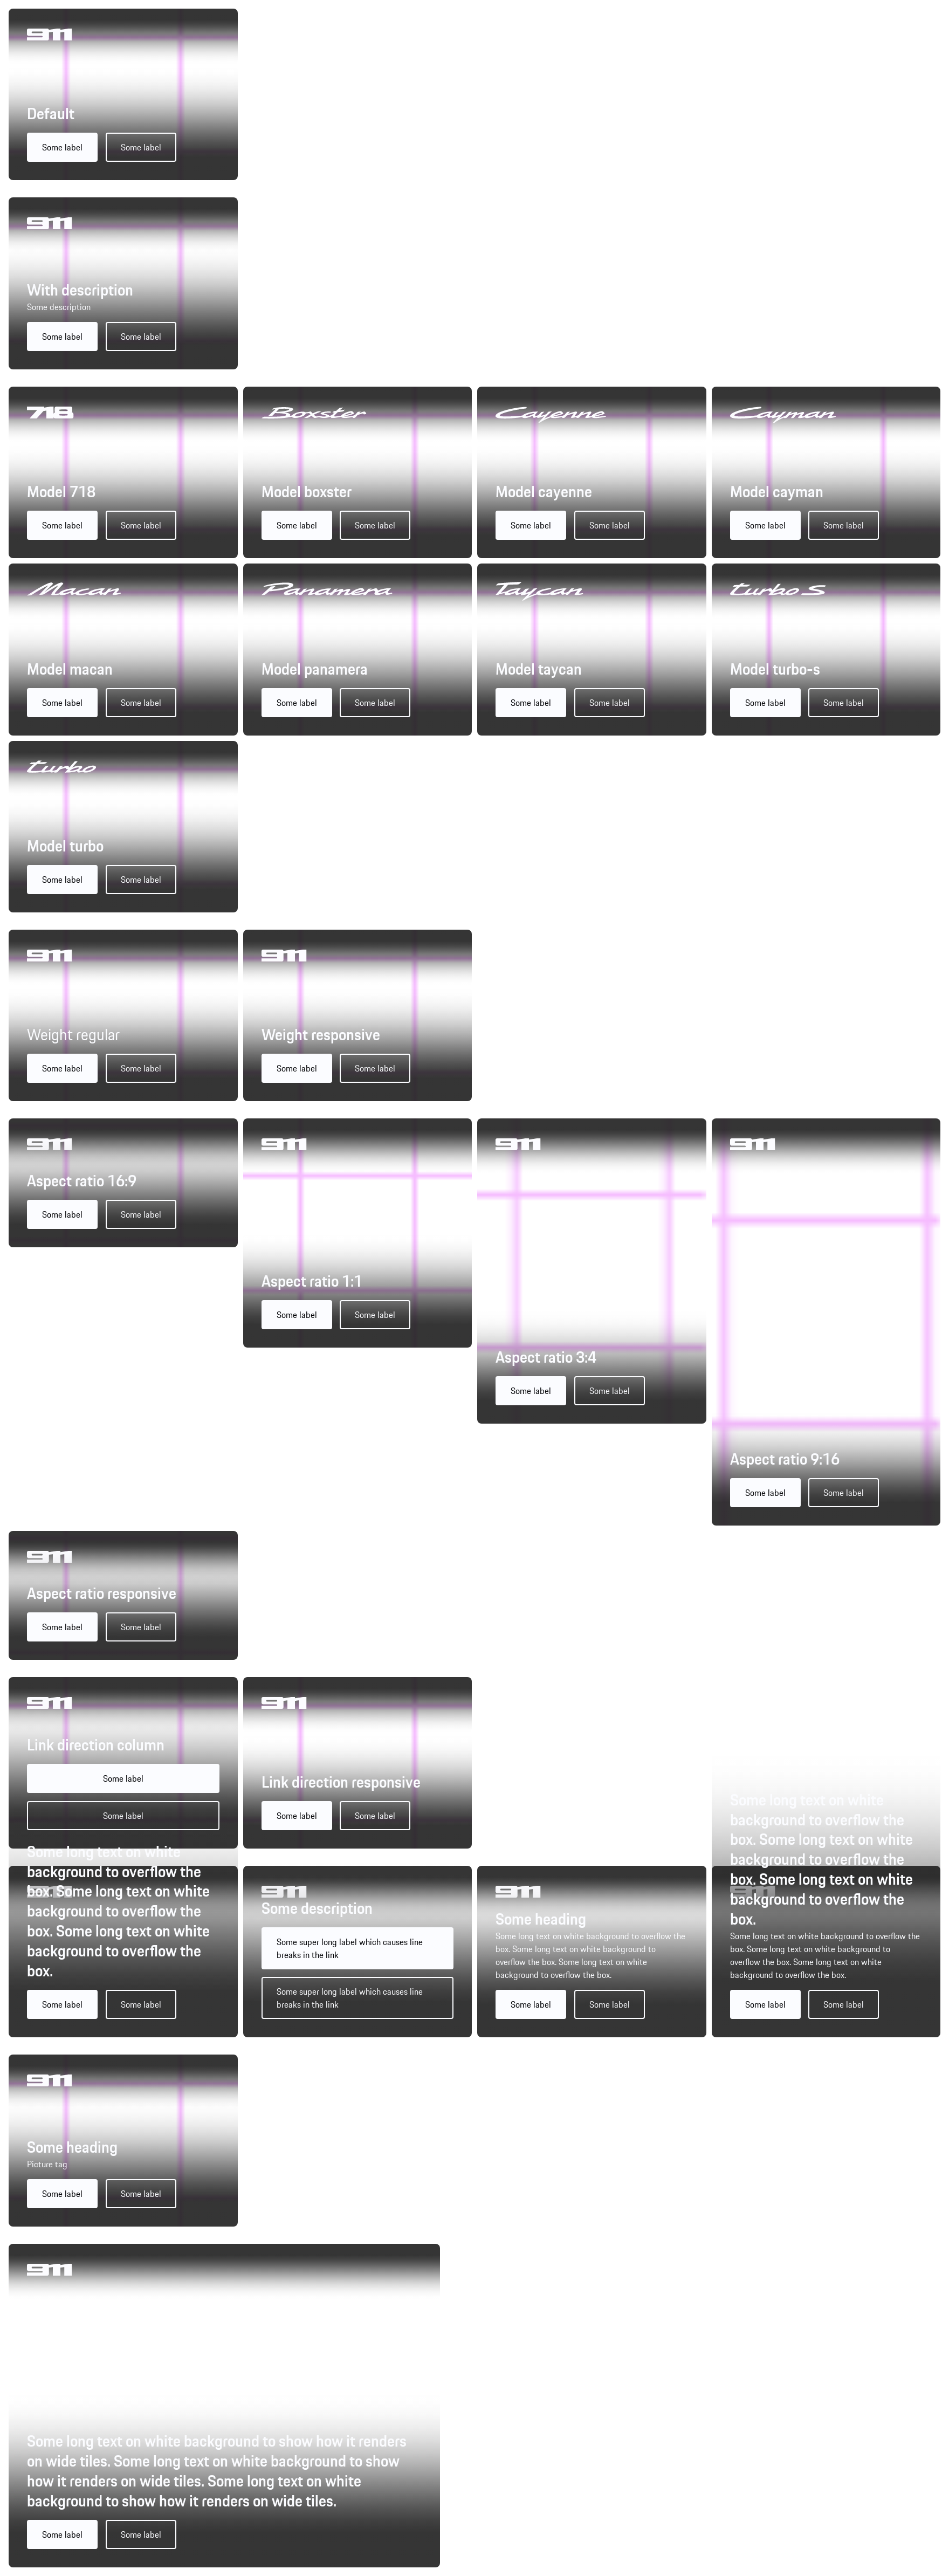 911
Default
Some label Some label
911
With description
Some description
Some label Some label
718 Boxster Cayenne Cayman
Model 718 Model boxster Model cayenne Model cayman
Some label Some label Some label Some label Some label Some label Some label Some label
Macan Panamera Taycan turbo S
Model macan Model panamera Model taycan Model turbo-s
Some label Some label Some label Some label Some label Some label Some label Some label
turbo
Model turbo
Some label Some label
911 911
Weight regular Weight responsive
Some label Some label Some label Some label
911 911 911 911
Aspect ratio 16:9
Some label Some label
Aspect ratio 1:1
Some label Some label
Aspect ratio 3:4
Some label Some label
Aspect ratio 9:16
Some label Some label
911
Aspect ratio responsive
Some label Some label
911
Link direction column
Some label
Some label
911
Link direction responsive
Some label Some label
911
Some long text on white
background to overflow the
box. Some long text on white
background to overflow the
box. Some long text on white
background to overflow the
box.
Some label Some label
911
Some description
Some super long label which causes line
breaks in the link
Some super long label which causes line
breaks in the link
911
Some heading
Some long text on white background to overflow the
box. Some long text on white background to
overflow the box. Some long text on white
background to overflow the box.
Some label Some label
911
Some long text on white
background to overflow the
box. Some long text on white
background to overflow the
box. Some long text on white
background to overflow the
box.
Some long text on white background to overflow the
box. Some long text on white background to
overflow the box. Some long text on white
background to overflow the box.
Some label Some label
911
Some heading
Picture tag
Some label Some label
911
Some long text on white background to show how it renders
on wide tiles. Some long text on white background to show
how it renders on wide tiles. Some long text on white
background to show how it renders on wide tiles.
Some label Some label